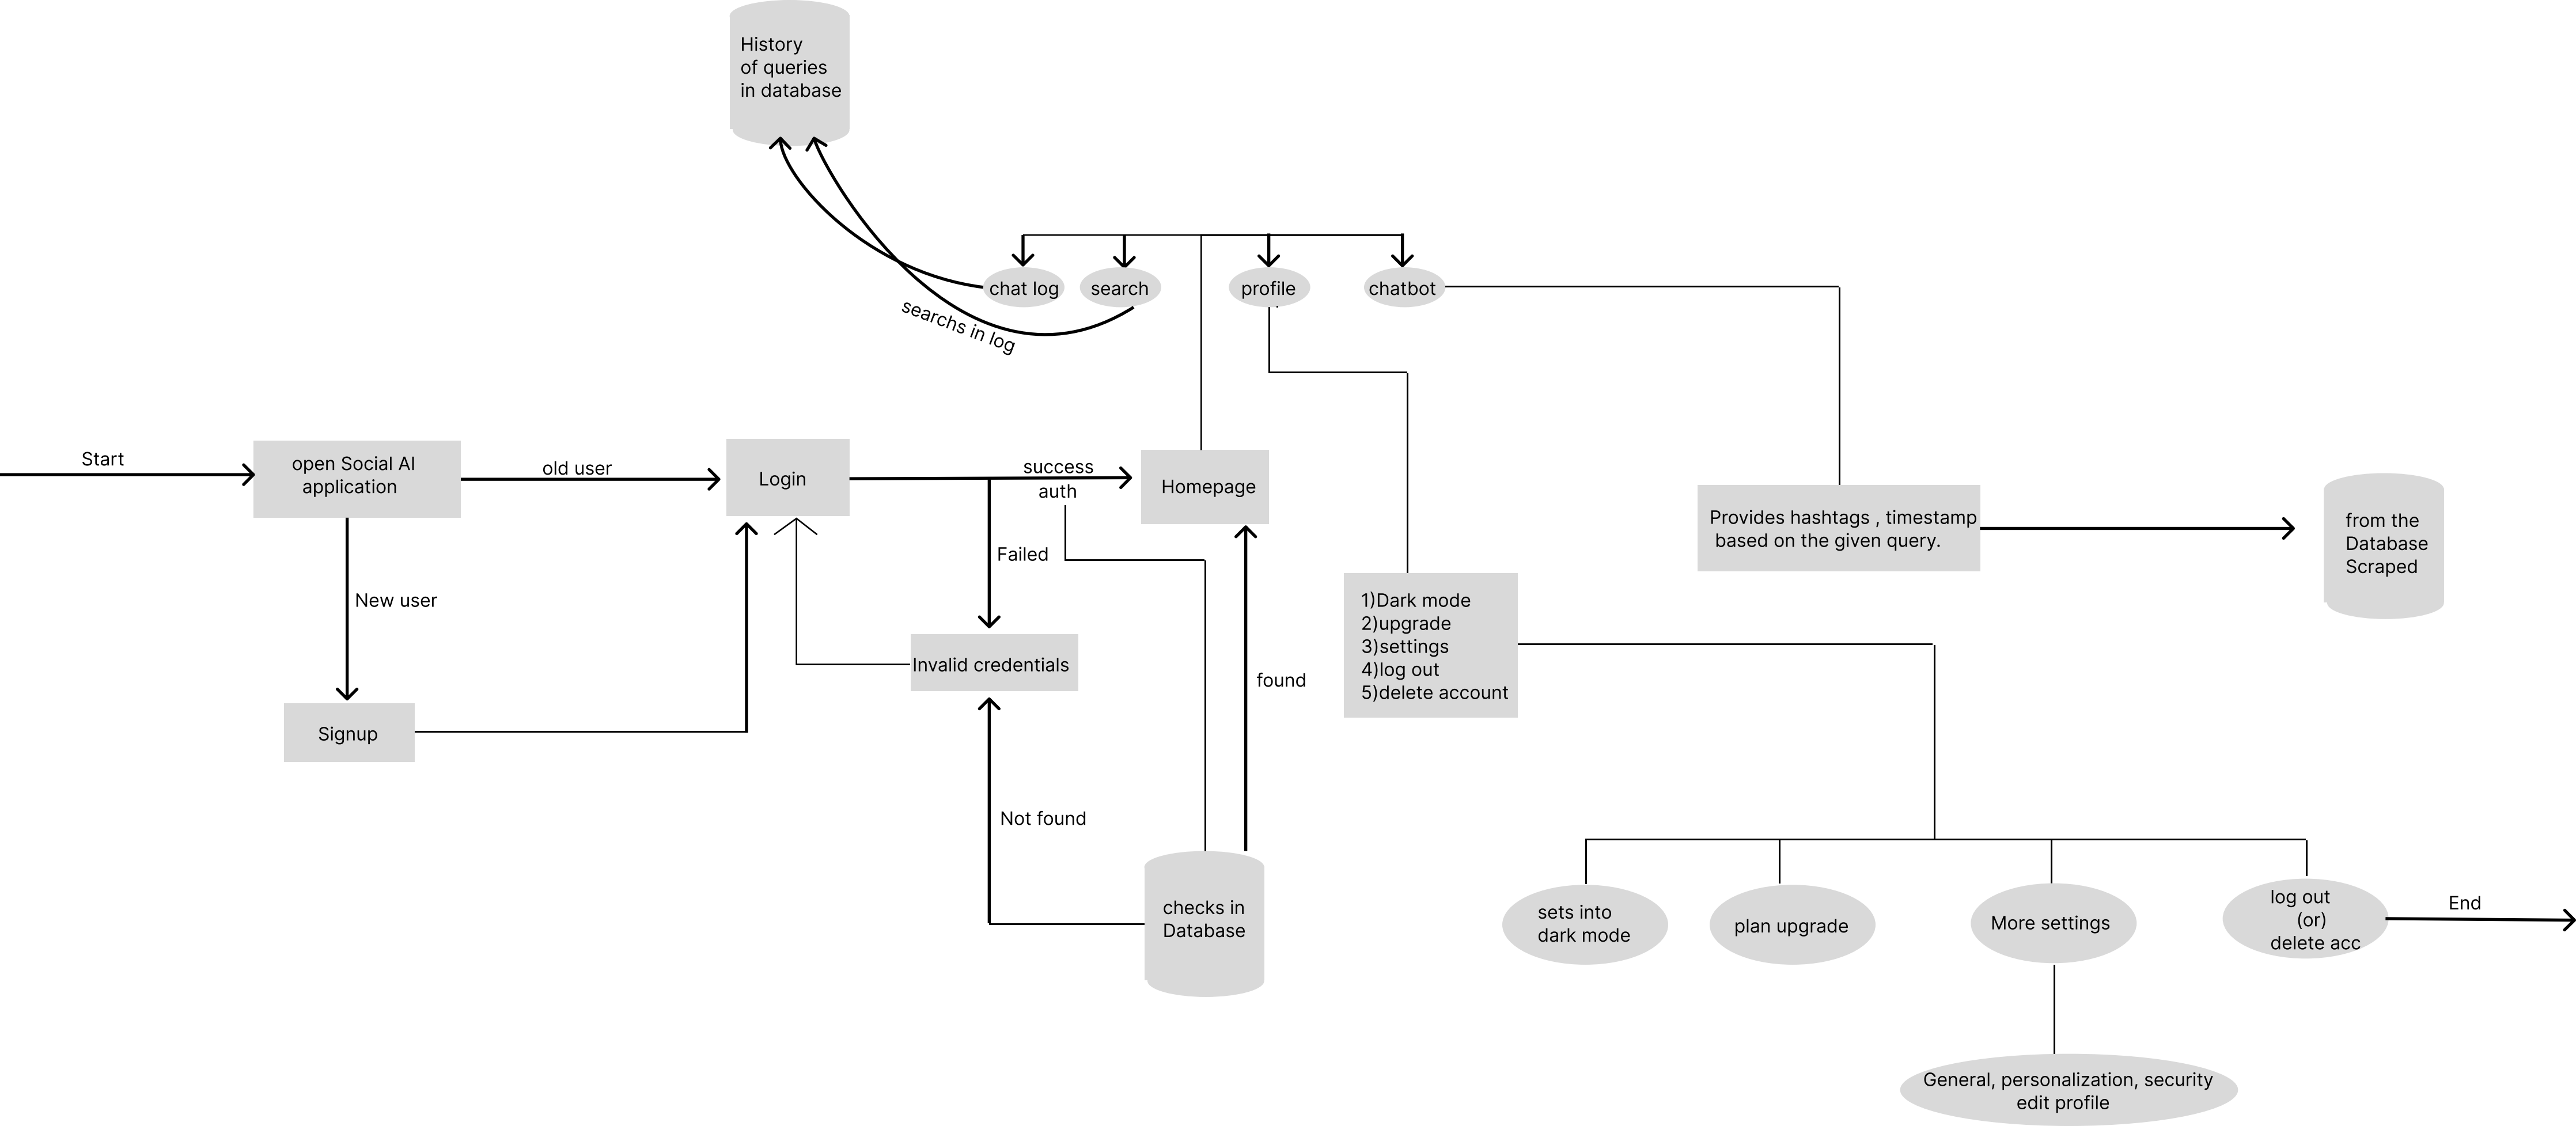 History
of queries
in database
chat log
search
profile
chatbot
searchs in log
Start
open Social AI
application
old user
Login
success
auth
Homepage
Provides hashtags , timestamp
based on the given query.
from the
Database
Scraped
Failed
New user
1)Dark mode
2)upgrade
3)settings
4)log out
5)delete account
Invalid credentials
found
Signup
Not found
checks in
Database
sets into
dark mode
plan upgrade
More settings
log out
(or)
delete acc
End
General, personalization, security
edit profile